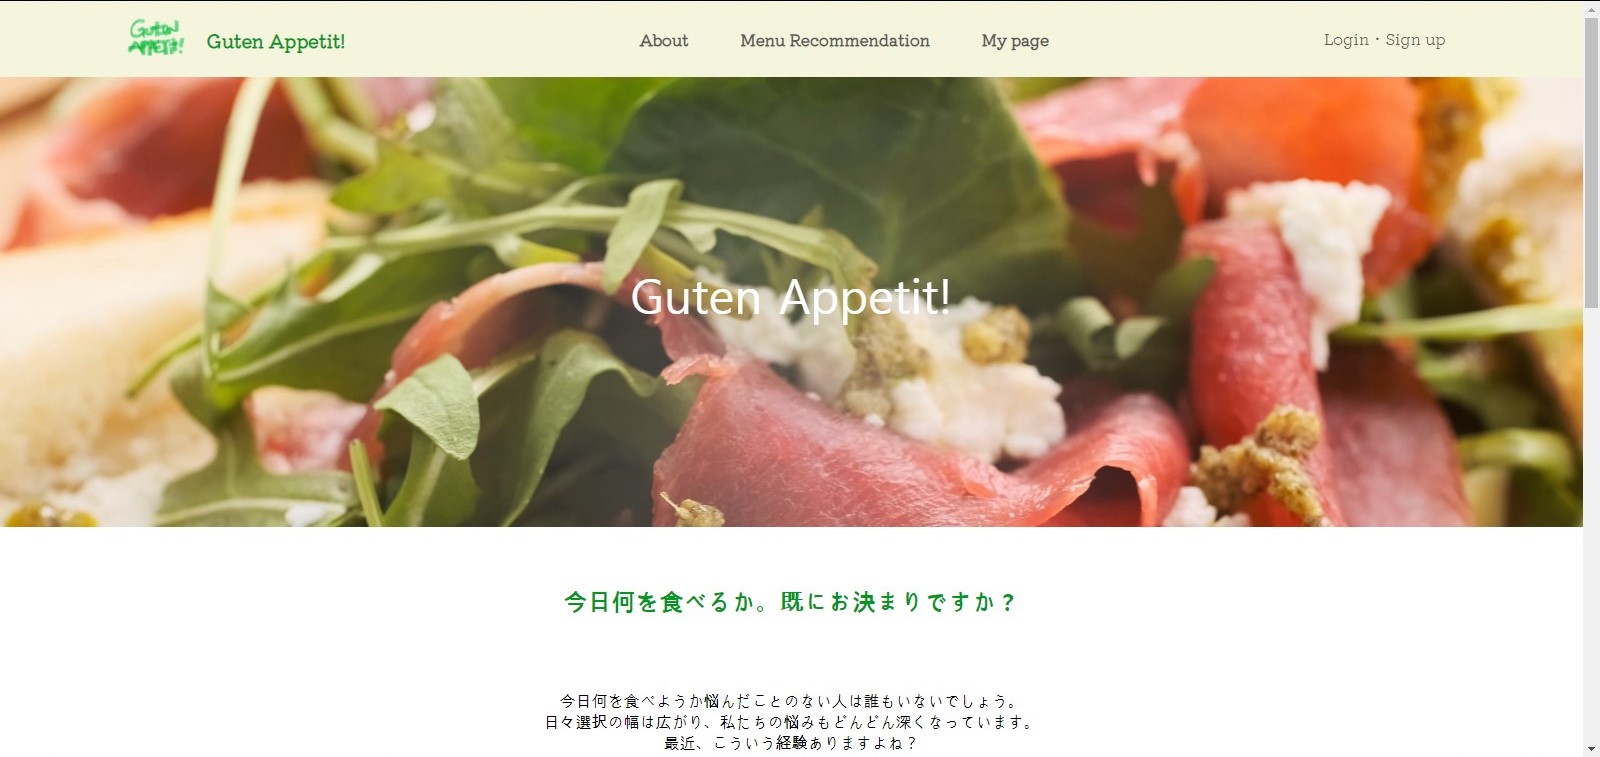 Guten
APPETit!
Guten Appetit!
About
Menu Recommendation
My page
Login・Sign up
Guten Appetit!
今日何を食べるか。既にお決まりですか？
今日何を食べようか悩んだことのない人は誰もいないでしょう。
日々選択の幅は広がり、私たちの悩みもどんどん深くなっています。
最近、こういう経験ありますよね？